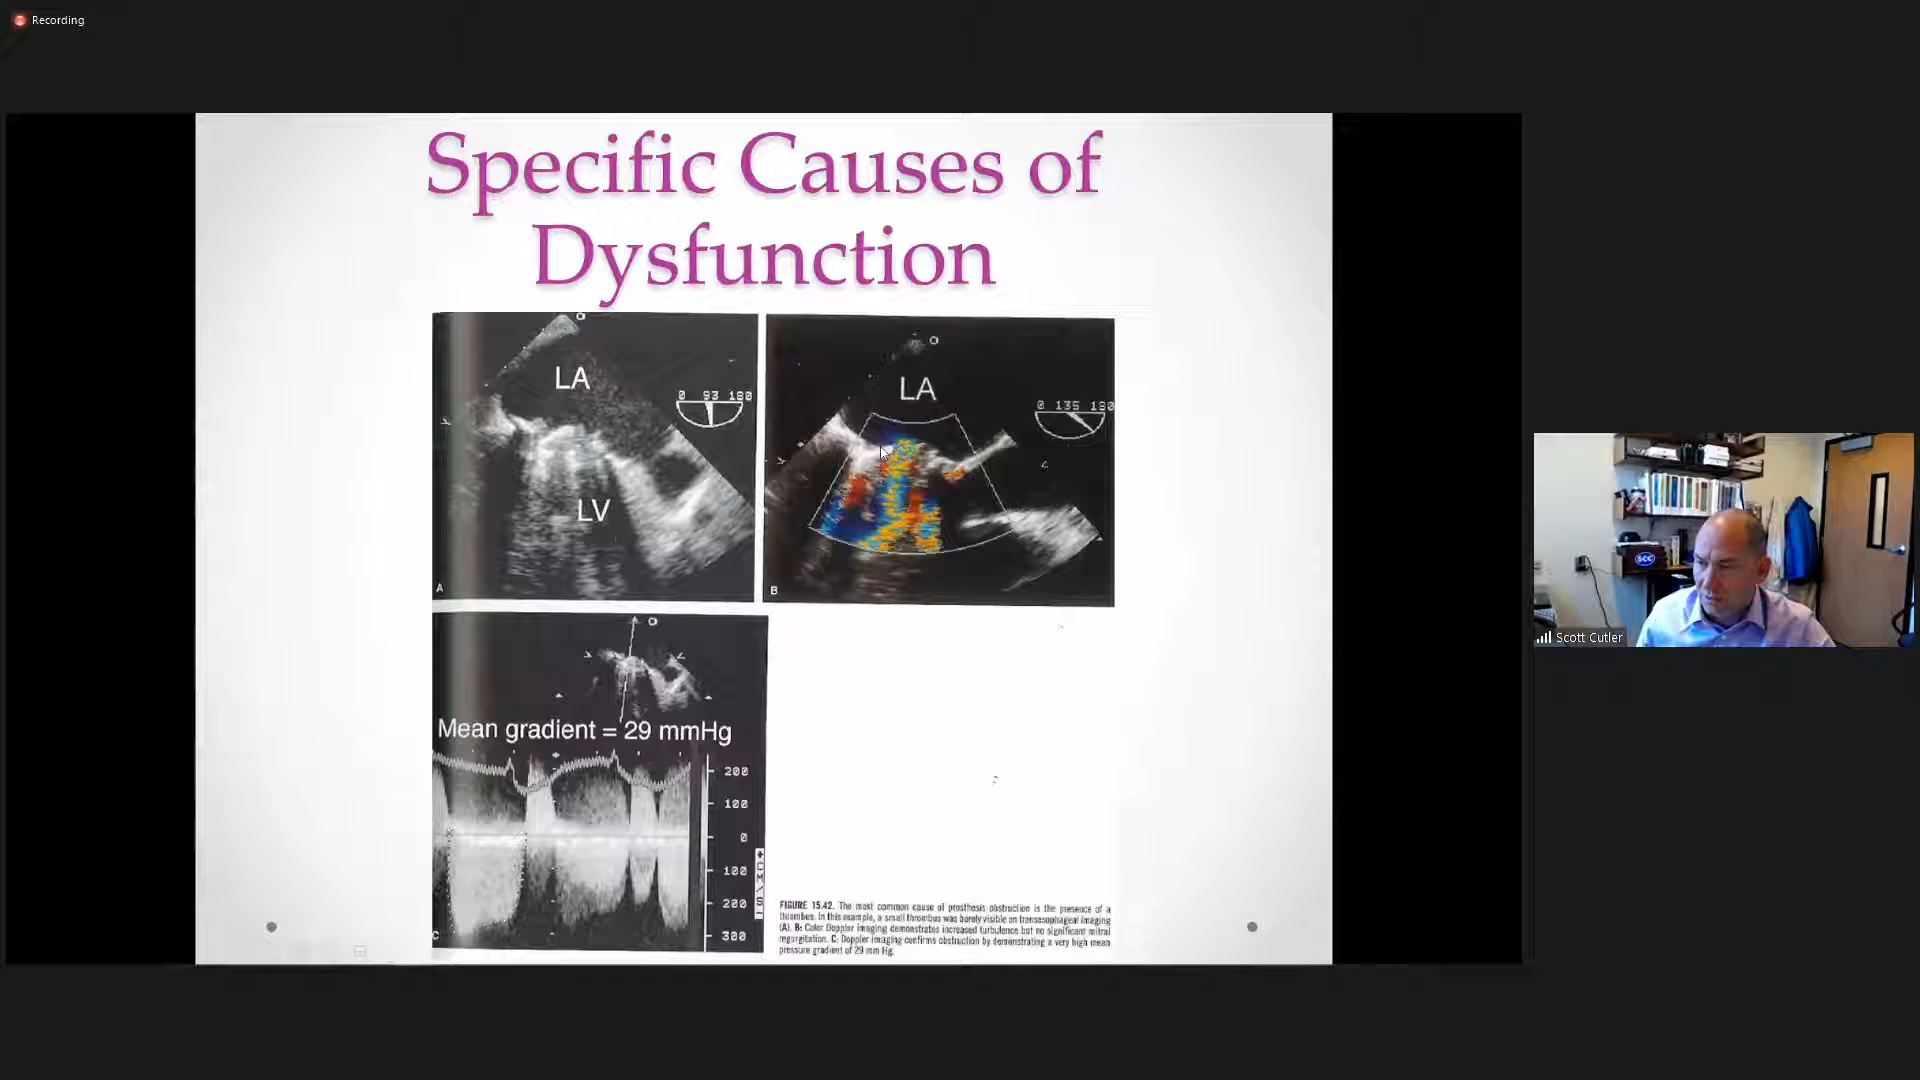 Recording
Specific Causes of
Dysfunction
LA
0 93 180
LV
A
LA
0 135 180
B
Mean gradient = 29 mmHg
200
100
0
100
200
300
CM/S
C
FIGURE 15.42. The most common cause of prosthesis obstruction is the presence of a
thrombus. In this example, a small thrombus was barely visible on transesophageal imaging
(A). B: Color Doppler imaging demonstrates increased turbulence but no significant mitral
regurgitation. C: Doppler imaging confirms obstruction by demonstrating a very high mean
pressure gradient of 29 mm Hg.
SCC
Scott Cutler